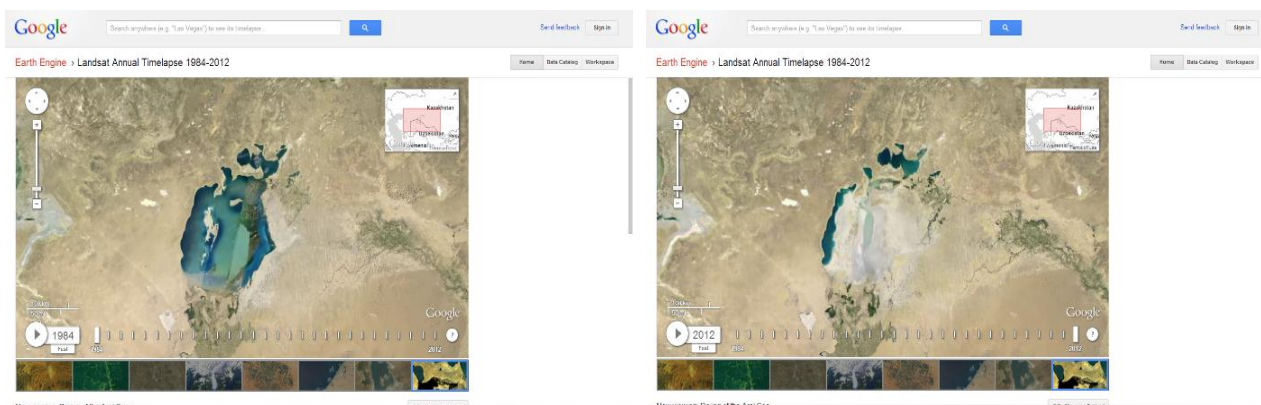 Google
Search anywhere (e.g. "Las Vegas") to see its timelapse...
Send feedback
Sign in
Earth Engine › Landsat Annual Timelapse 1984-2012
Home
Data Catalog
Workspace
Kazakhstan
Uzbekistan
Google
1984
Fast
1984
2012
Google
Search anywhere (e.g. "Las Vegas") to see its timelapse...
Send feedback
Sign in
Earth Engine › Landsat Annual Timelapse 1984-2012
Home
Data Catalog
Workspace
Kazakhstan
Uzbekistan
Google
2012
Fast
1984
2012